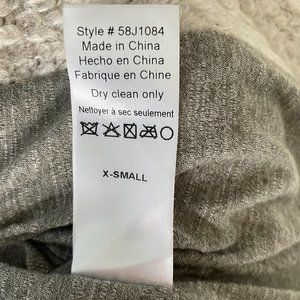 Style # 58J1084
Made in China
Hecho en China
Fabrique en Chine
Dry clean only
Nettoyer à sec seulement
X-SMALL